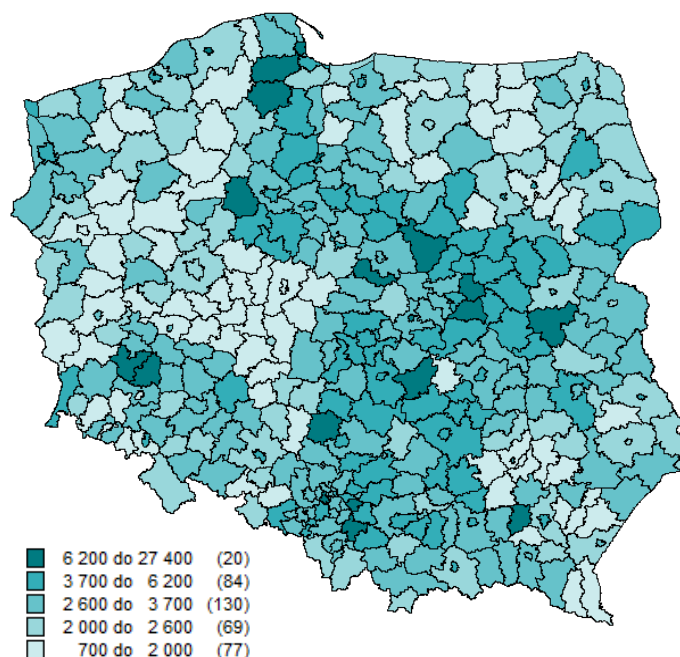 6 200 do 27 400 (20)
3 700 do 6 200 (84)
2 600 do 3 700 (130)
2 000 do 2 600 (69)
700 do 2 000 (77)